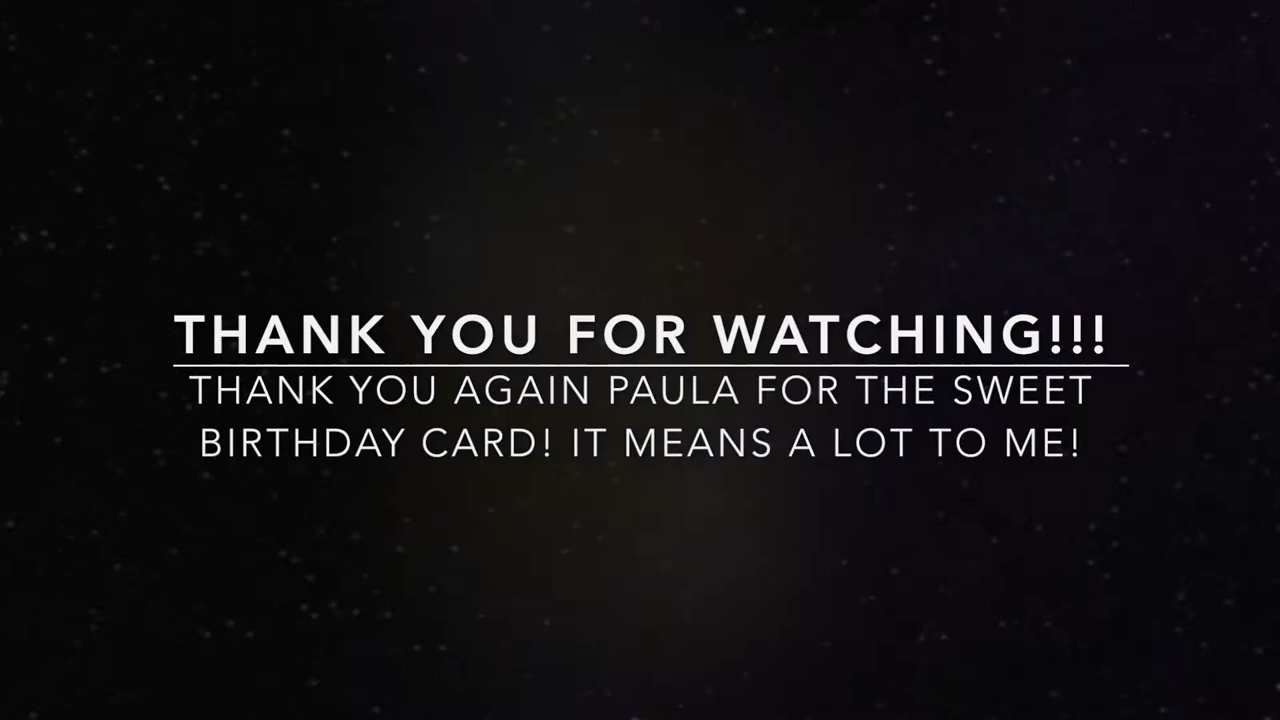 THANK YOU FOR WATCHING!!!
THANK YOU AGAIN PAULA FOR THE SWEET
BIRTHDAY CARD! IT MEANS A LOT TO ME!